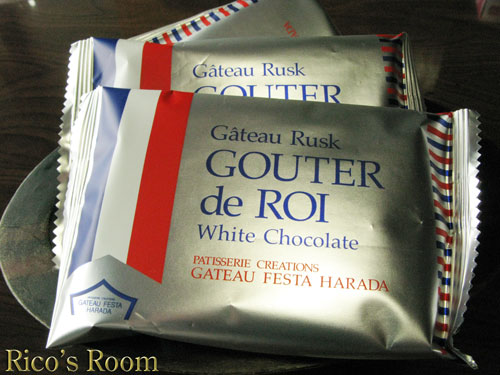 Gâteau Rusk
GOUTER
Gâteau Rusk
GOUTER
de ROI
White Chocolate
PATISSERIE CREATIONS
GATEAU FESTA HARADA
GATEAU FESTA
HARADA
Rico's Room